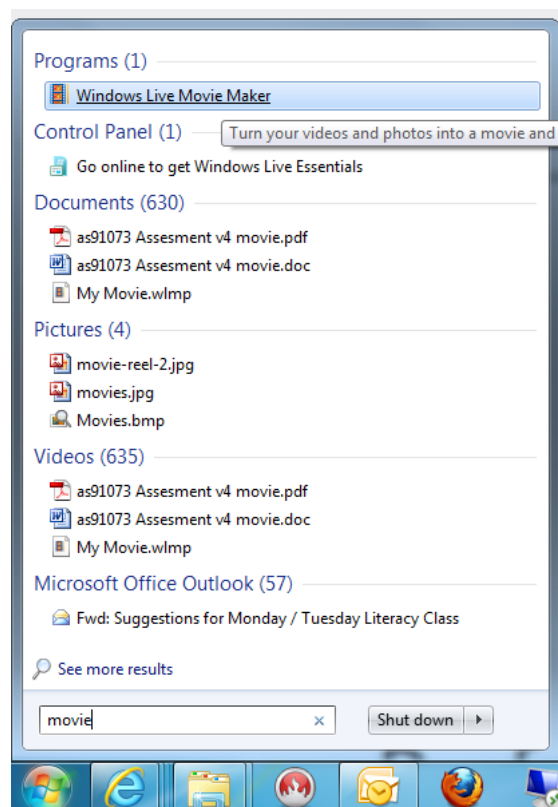 Programs (1)
Windows Live Movie Maker
Control Panel (1)
Turn your videos and photos into a movie and
Go online to get Windows Live Essentials
Documents (630)
as91073 Assesment v4 movie.pdf
as91073 Assesment v4 movie.doc
My Movie.wlmp
Pictures (4)
movie-reel-2.jpg
movies.jpg
Movies.bmp
Videos (635)
as91073 Assesment v4 movie.pdf
as91073 Assesment v4 movie.doc
My Movie.wlmp
Microsoft Office Outlook (57)
Fwd: Suggestions for Monday / Tuesday Literacy Class
See more results
movie
Shut down